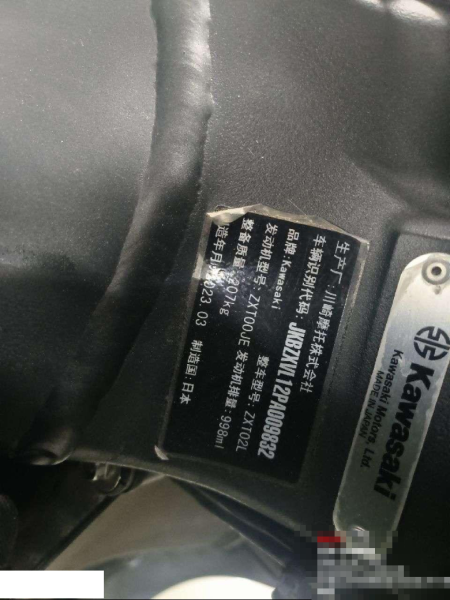 生产厂:川崎摩托株式会社
车辆识别代码:JKBZXVL12PA009832
品牌:Kawasaki
整车型号:ZXT02L
发动机型号:ZXT00JE 发动机排量:998ml
整备质量:207kg
造年月:2023.03 制造国:日本
Kawasaki
Kawasaki Motors, Ltd.
MADE IN JAPAN